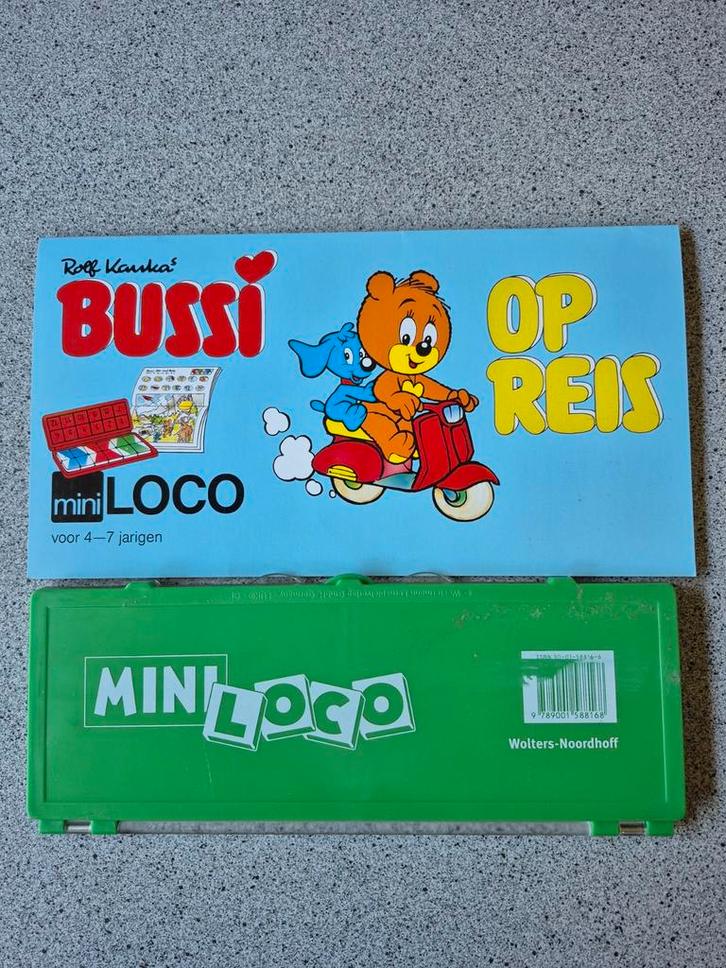 Rolf Kauka's
BUSSI
OP
REIS
mini LOCO
voor 4—7 jarigen
MINI LOCO
9 789001 588168
Wolters-Noordhoff